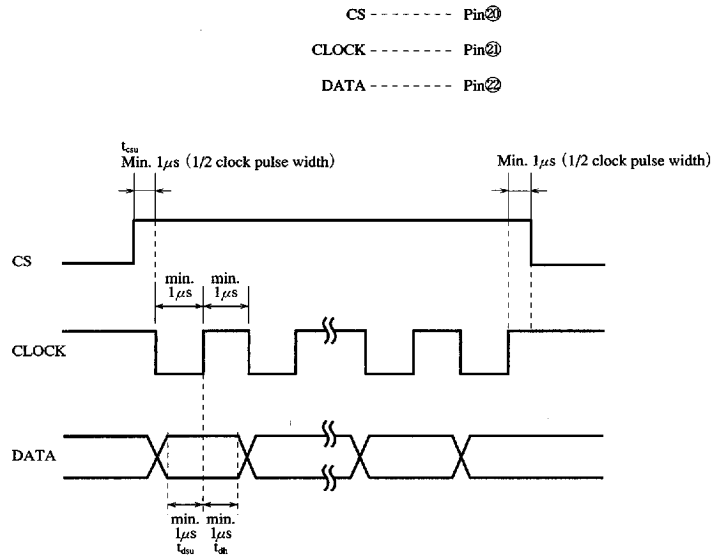 CS - - - - - - - - - Pin⑳
CLOCK - - - - - - - - - Pin㉑
DATA - - - - - - - - - Pin㉒
tcsu
Min. 1μs (1/2 clock pulse width)
Min. 1μs (1/2 clock pulse width)
CS
min.
1μs
min.
1μs
CLOCK
DATA
min.
1μs
tdsu
min.
1μs
tdh